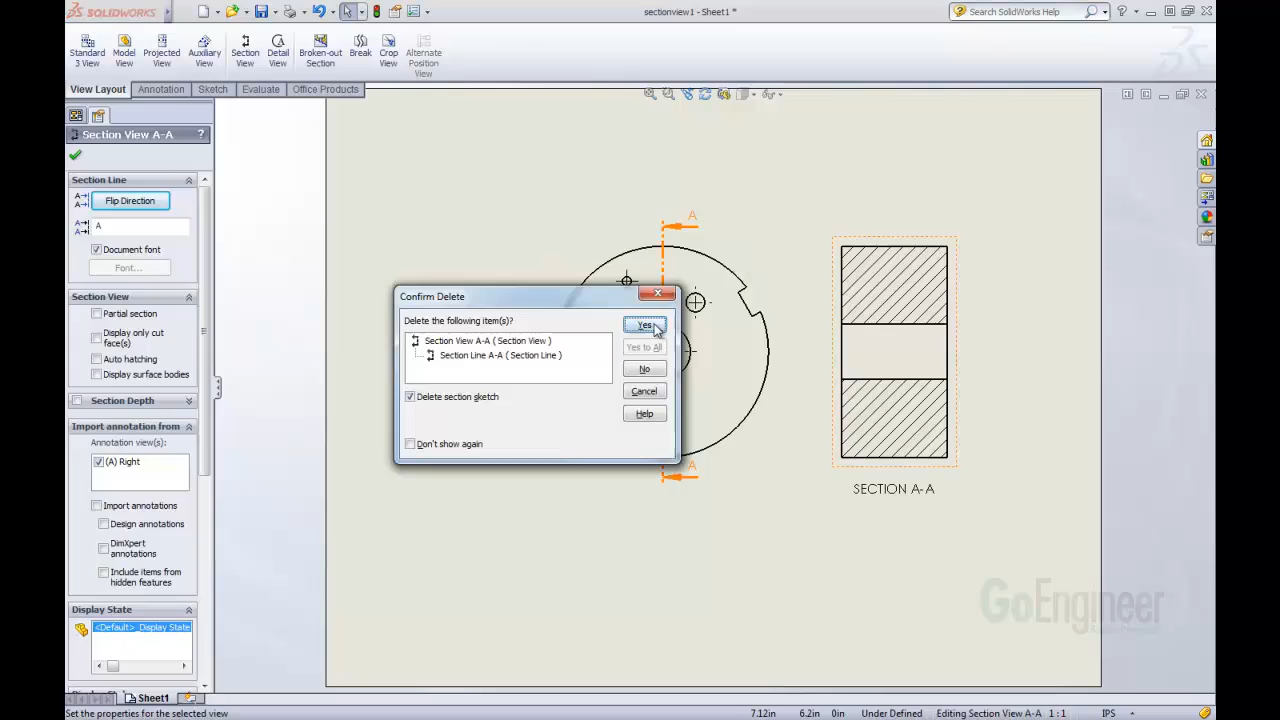 SOLIDWORKS
sectionview1 - Sheet1 *
Search SolidWorks Help
Standard 3 View
Model View
Projected View
Auxiliary View
Section View
Detail View
Broken-out Section
Break
Crop View
Alternate Position View
View Layout
Annotation
Sketch
Evaluate
Office Products
Section View A-A
?
Section Line
Flip Direction
A
Document font
Font...
Section View
Partial section
Display only cut face(s)
Auto hatching
Display surface bodies
Section Depth
Import annotation from
Annotation view(s):
(A) Right
Import annotations
Design annotations
DimXpert annotations
Include items from hidden features
Display State
<Default>_Display State
A
Confirm Delete
Delete the following item(s)?
Section View A-A ( Section View )
Section Line A-A ( Section Line )
Delete section sketch
Don't show again
Yes
Yes to All
No
Cancel
Help
A
SECTION A-A
GoEngineer
Sheet1
Set the properties for the selected view
7.12in
6.2in
0in
Under Defined
Editing Section View A-A
1 : 1
IPS